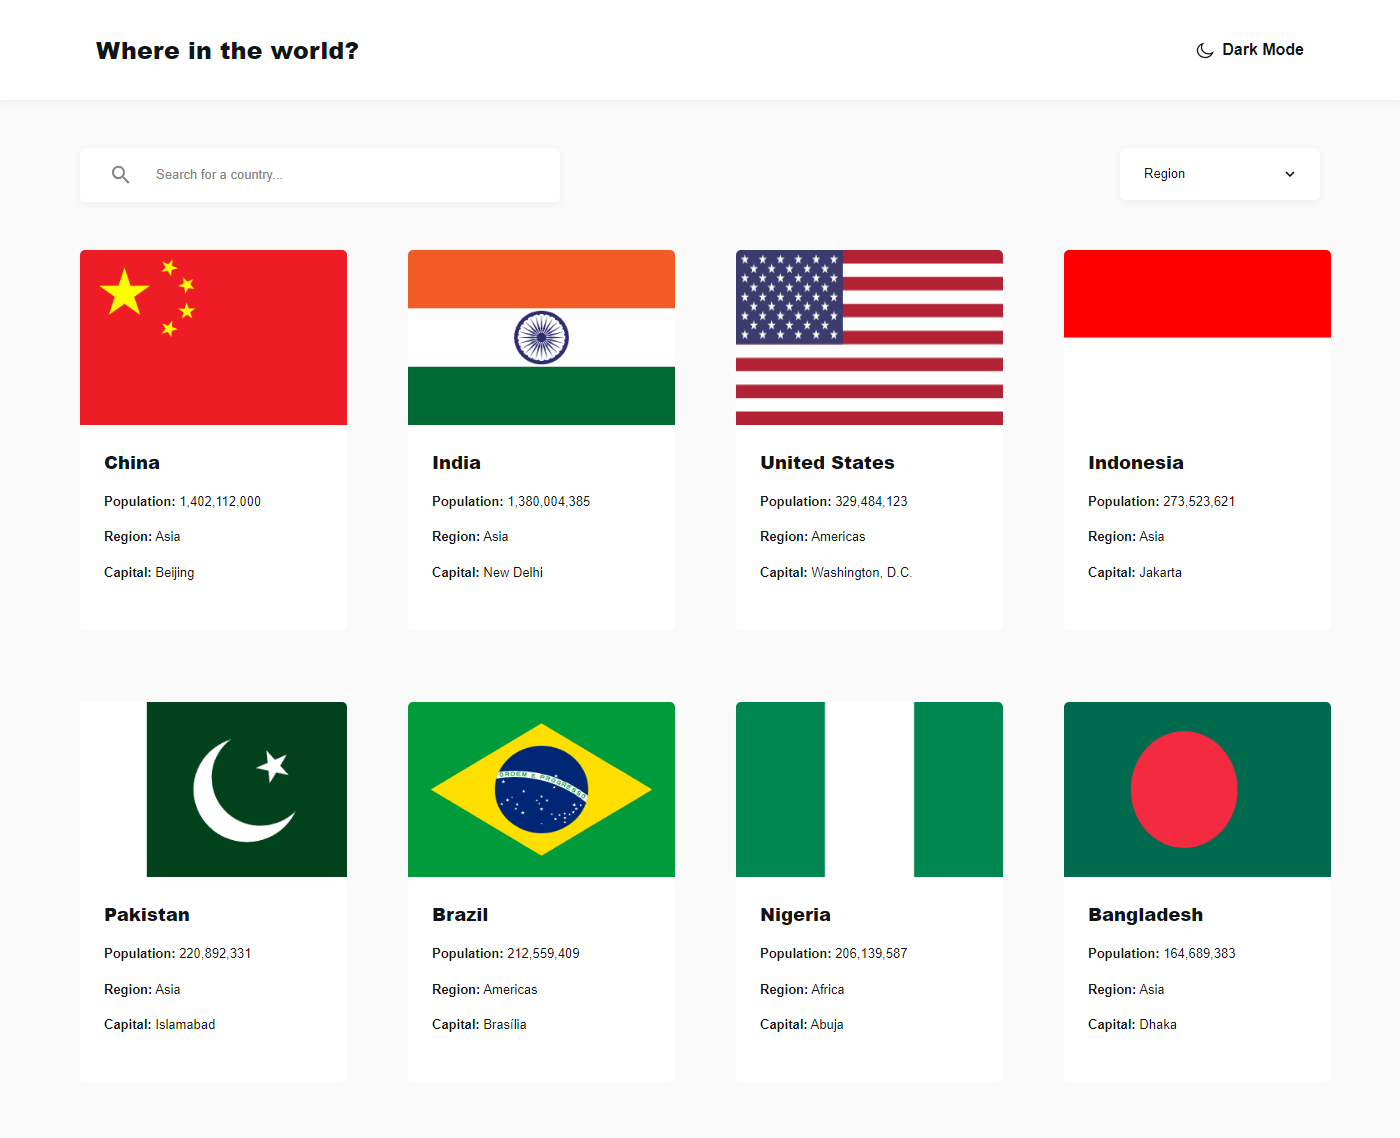 Where in the world?
Dark Mode
Search for a country...
Region
China
Population: 1,402,112,000
Region: Asia
Capital: Beijing
India
Population: 1,380,004,385
Region: Asia
Capital: New Delhi
United States
Population: 329,484,123
Region: Americas
Capital: Washington, D.C.
Indonesia
Population: 273,523,621
Region: Asia
Capital: Jakarta
Pakistan
Population: 220,892,331
Region: Asia
Capital: Islamabad
ORDEM E PROGRESSO
Brazil
Population: 212,559,409
Region: Americas
Capital: Brasília
Nigeria
Population: 206,139,587
Region: Africa
Capital: Abuja
Bangladesh
Population: 164,689,383
Region: Asia
Capital: Dhaka